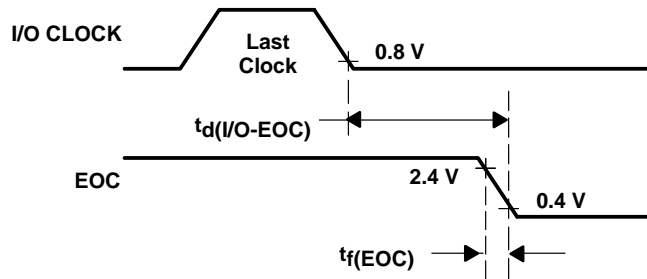 I/O CLOCK
Last
Clock
0.8 V
td(I/O-EOC)
EOC
2.4 V
0.4 V
tf(EOC)